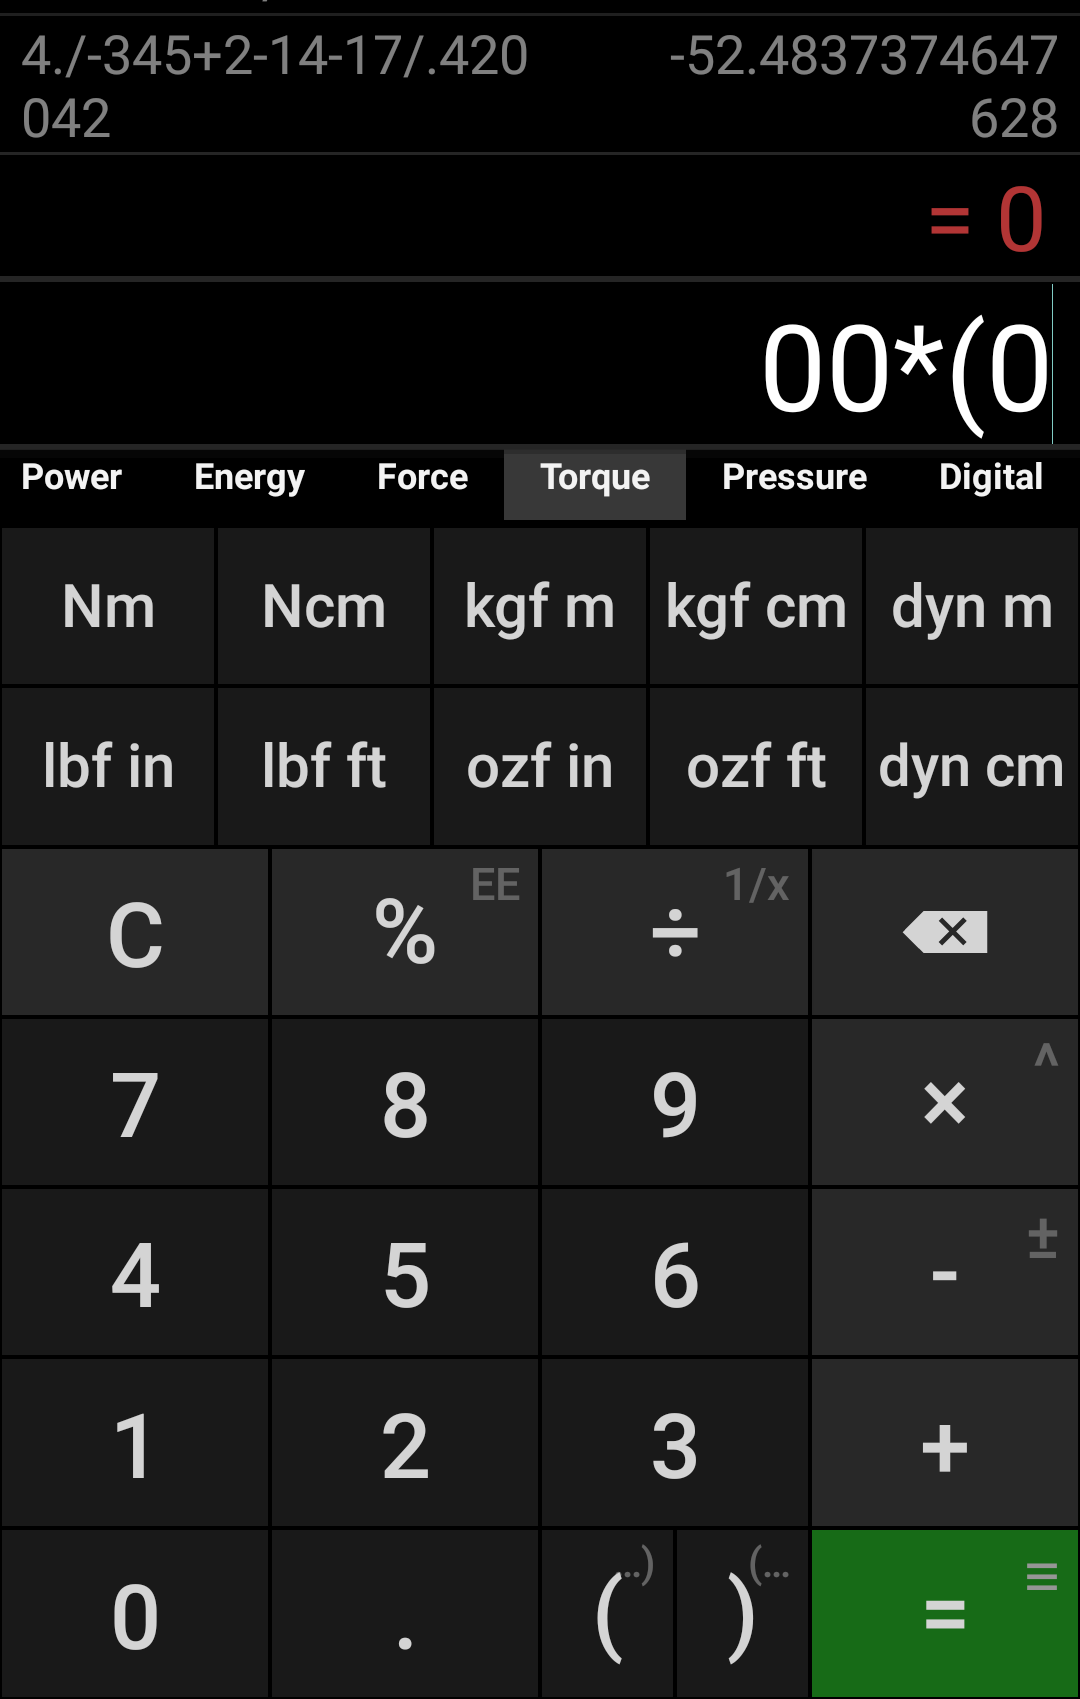 4./-345+2-14-17/.420 -52.4837374647
042 628
= 0
00*(0
Power Energy Force Torque Pressure Digital
Nm Ncm kgf m kgf cm dyn m
lbf in lbf ft ozf in ozf ft dyn cm
C % EE ÷ 1/x
7 8 9 × ^
4 5 6 - ±
1 2 3 +
0 . ( ..) ) (... = ≡